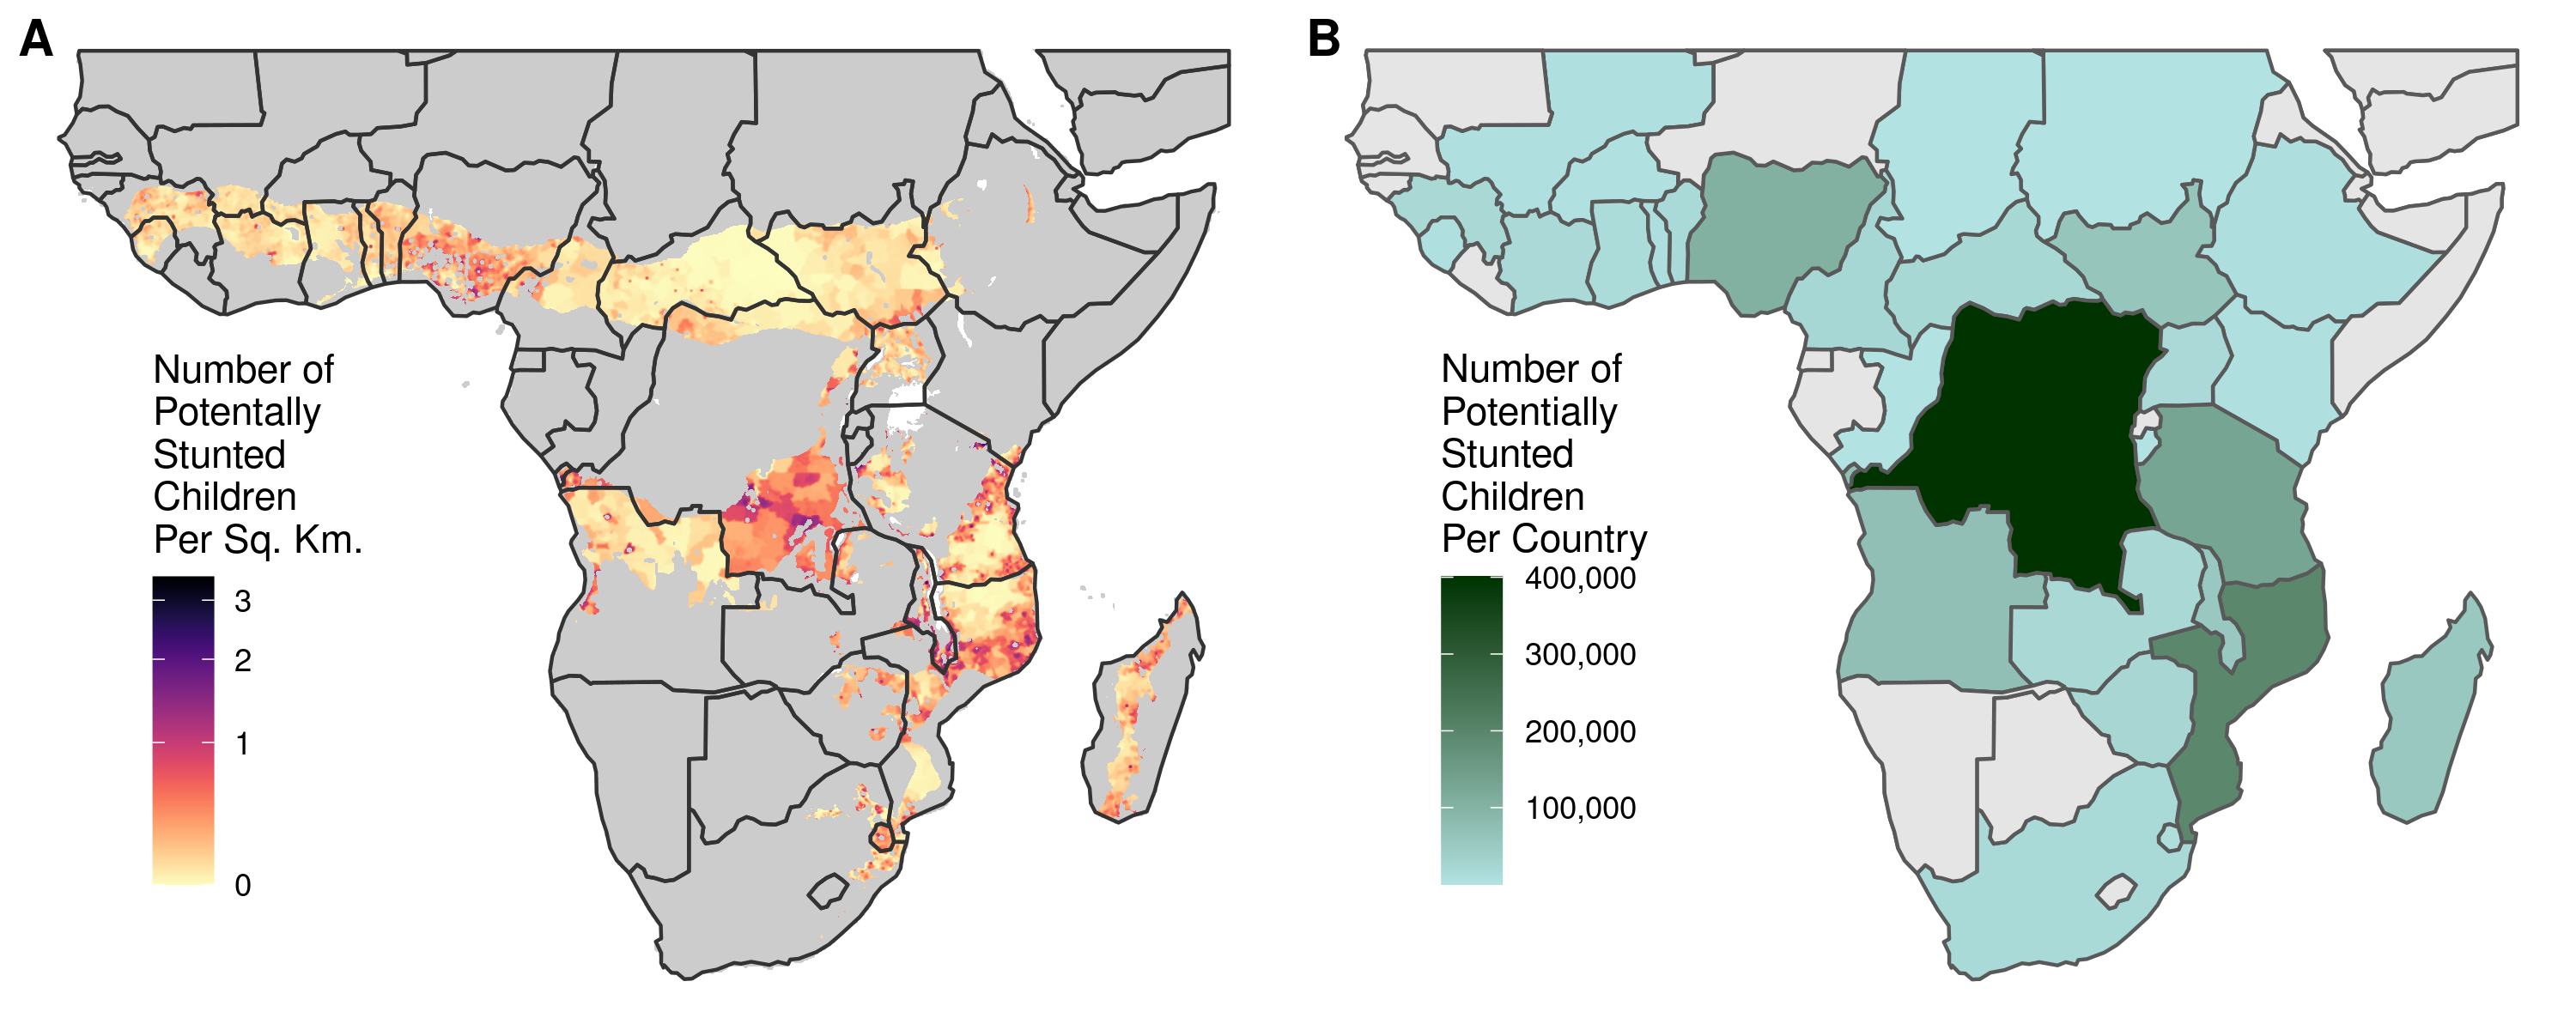 A
Number of
Potentally
Stunted
Children
Per Sq. Km.
3
2
1
0
B
Number of
Potentially
Stunted
Children
Per Country
400,000
300,000
200,000
100,000